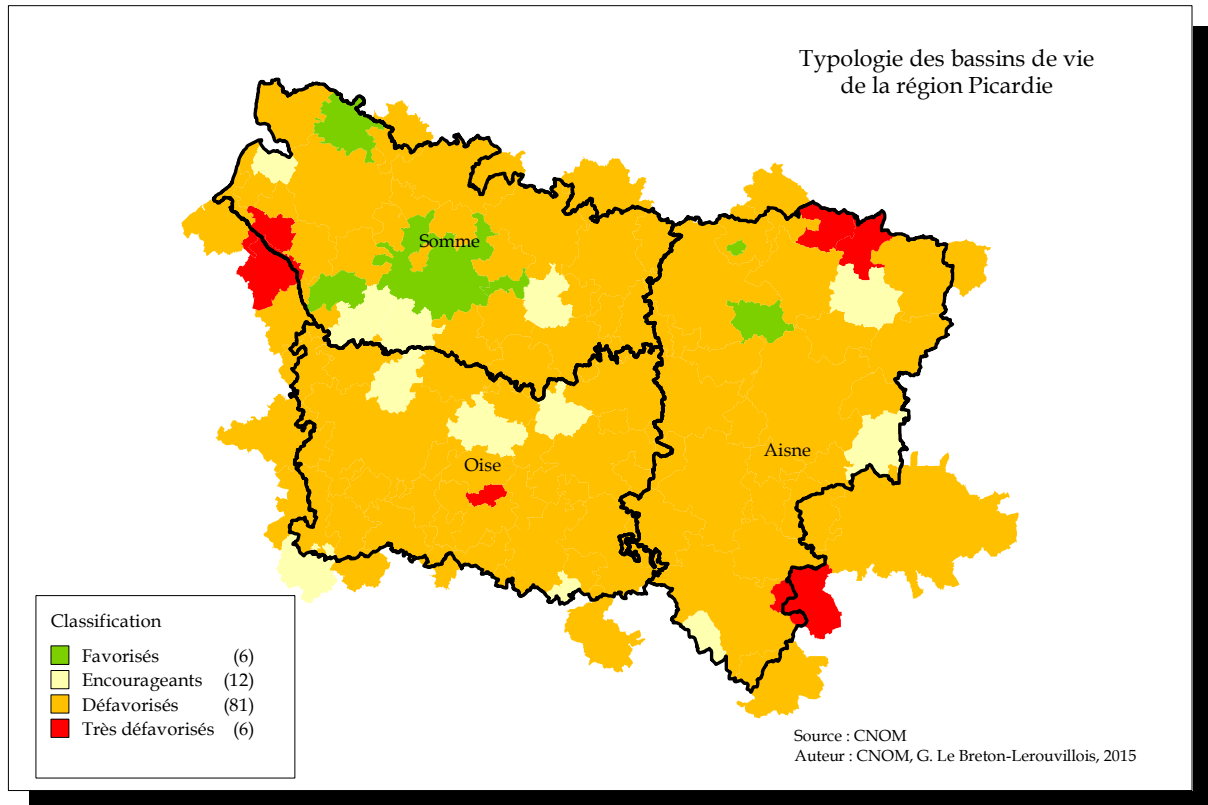 Typologie des bassins de vie
de la région Picardie
Somme
Oise
Aisne
Classification
Favorisés (6)
Encourageants (12)
Défavorisés (81)
Très défavorisés (6)
Source : CNOM
Auteur : CNOM, G. Le Breton-Lerouvillois, 2015